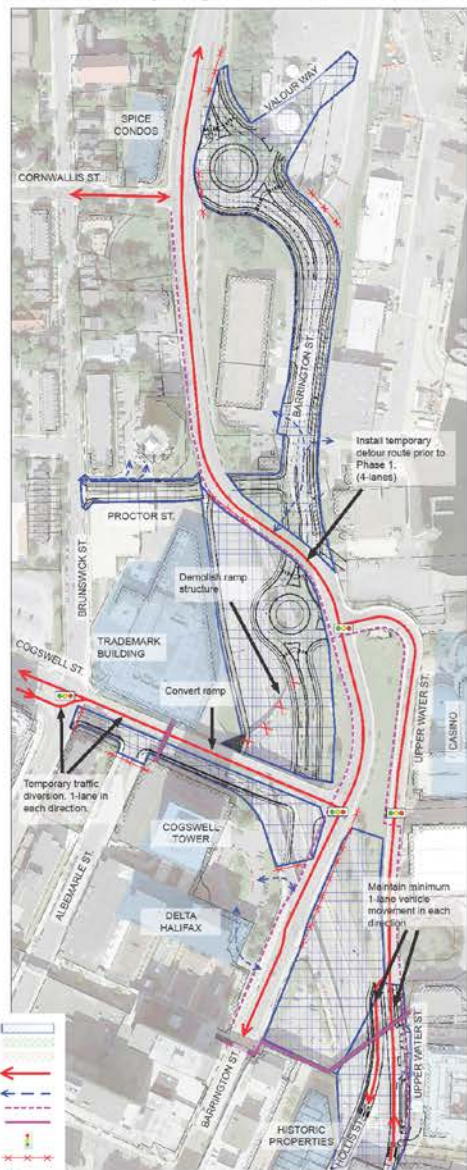 VALOUR WAY
SPICE
CONDOS
CORNWALLIS ST.
BARRINGTON ST.
Install temporary
detour route prior to
Phase 1.
(4-lanes)
PROCTOR ST.
BRUNSWICK ST.
Demolish ramp
structure
TRADEMARK
BUILDING
COGSWELL ST.
Convert ramp
UPPER WATER ST.
CASINO
Temporary traffic
diversion. 1-lane in
each direction.
COGSWELL
TOWER
ALBEMARLE ST.
Maintain minimum
1-lane vehicle
movement in each
direction
DELTA
HALIFAX
BARRINGTON ST.
UPPER WATER ST.
HISTORIC
PROPERTIES
HOLLIS ST.